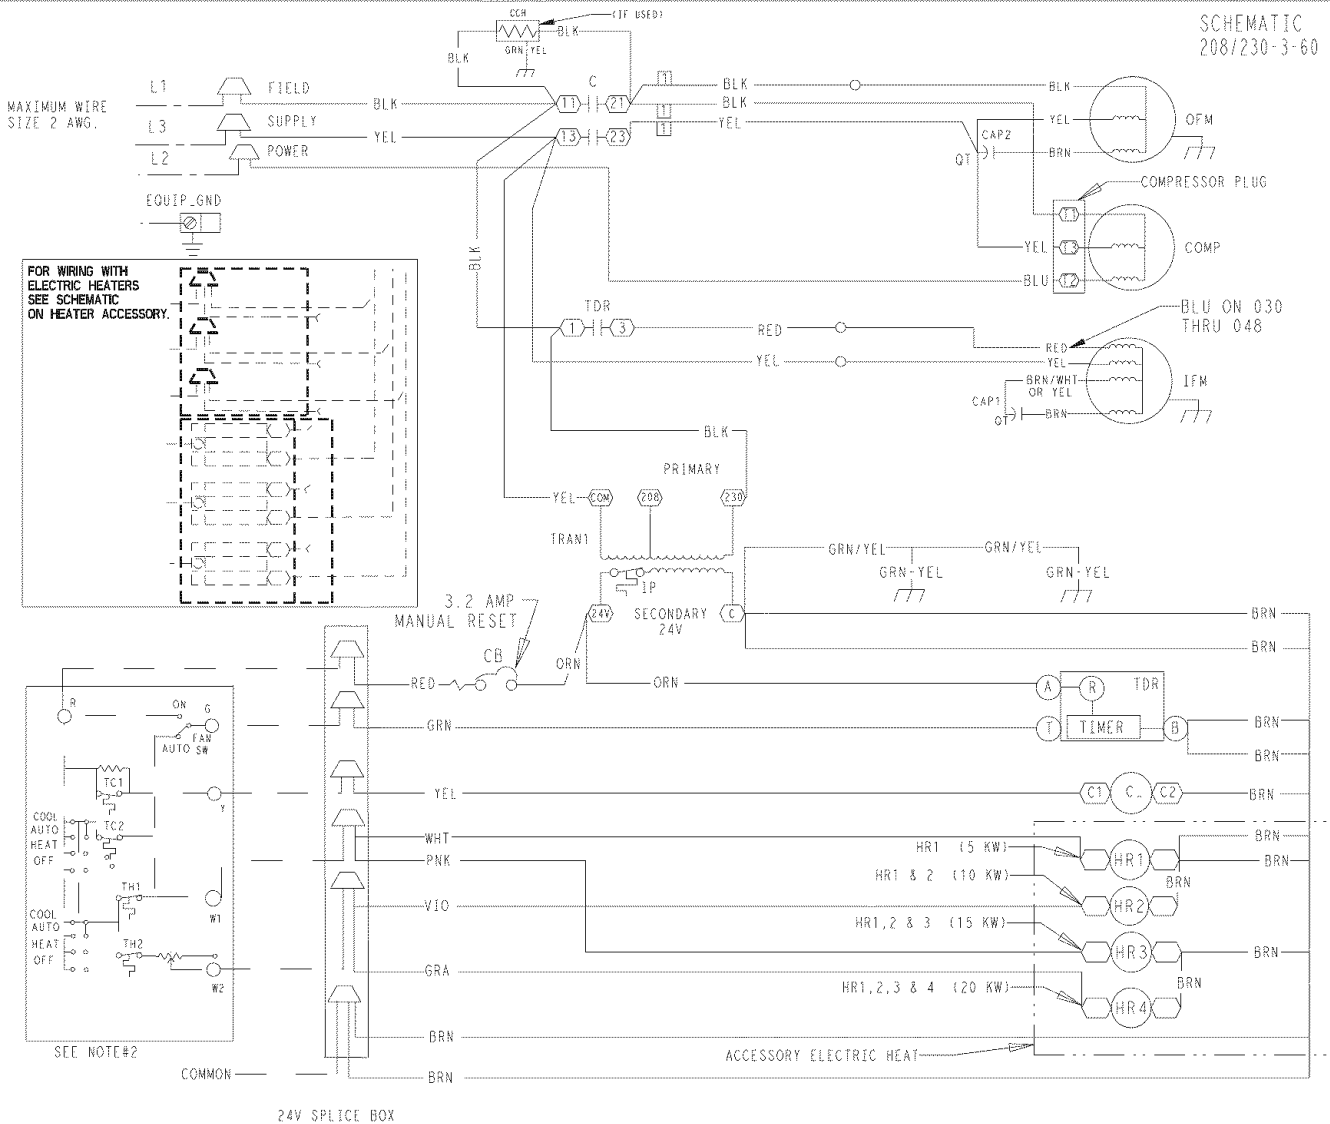 SCHEMATIC
208/230-3-60
CCH
(IF USED)
BLK
GRN
YEL
BLK
C
L1
FIELD
BLK
11
21
1
BLK
BLK
MAXIMUM WIRE
SIZE 2 AWG.
BLK
1
L3
SUPPLY
YEL
13
23
1
YEL
YEL
OFM
CAP2
QT
BRN
L2
POWER
COMPRESSOR PLUG
EQUIP_GND
T1
YEL
T3
COMP
BLU
T2
BLK
FOR WIRING WITH
ELECTRIC HEATERS
SEE SCHEMATIC
ON HEATER ACCESSORY.
TDR
1
3
RED
BLU ON 030
THRU 048
RED
YEL
YEL
BRN/WHT
OR YEL
IFM
CAP1
QT
BRN
BLK
PRIMARY
YEL
COM
208
230
TRAN1
IP
GRN/YEL
GRN/YEL
GRN-YEL
GRN-YEL
24V
SECONDARY
24V
C
BRN
BRN
3.2 AMP
MANUAL RESET
CB
ORN
RED
ORN
A
R
TDR
GRN
T
TIMER
B
BRN
BRN
R
ON
G
FAN
AUTO
SW
TC1
Y
YEL
C1
C_
C2
BRN
COOL
AUTO
HEAT
OFF
TC2
WHT
PNK
HR1 (5 KW)
HR1
BRN
BRN
BRN
HR1 & 2 (10 KW)
VIO
HR2
TH1
W1
COOL
AUTO
HEAT
OFF
TH2
W2
HR1,2 & 3 (15 KW)
HR3
BRN
BRN
GRA
HR1,2,3 & 4 (20 KW)
HR4
BRN
SEE NOTE#2
ACCESSORY ELECTRIC HEAT
COMMON
BRN
24V SPLICE BOX